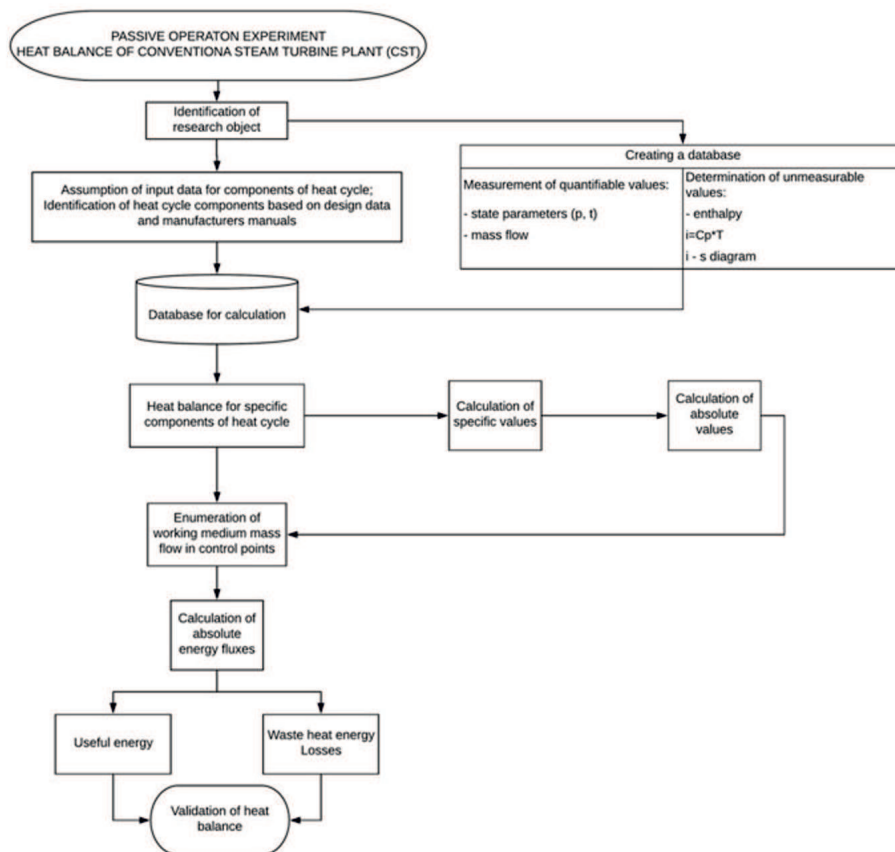 PASSIVE OPERATON EXPERIMENT
HEAT BALANCE OF CONVENTIONA STEAM TURBINE PLANT (CST)
Identification of
research object
Creating a database
Measurement of quantifiable values:
- state parameters (p, t)
- mass flow
Determination of unmeasurable
values:
- enthalpy
i=Cp*T
i - s diagram
Assumption of input data for components of heat cycle;
Identification of heat cycle components based on design data
and manufacturers manuals
Database for calculation
Heat balance for specific
components of heat cycle
Calculation of
specific values
Calculation of
absolute
values
Enumeration of
working medium mass
flow in control points
Calculation of
absolute
energy fluxes
Useful energy
Waste heat energy
Losses
Validation of heat
balance